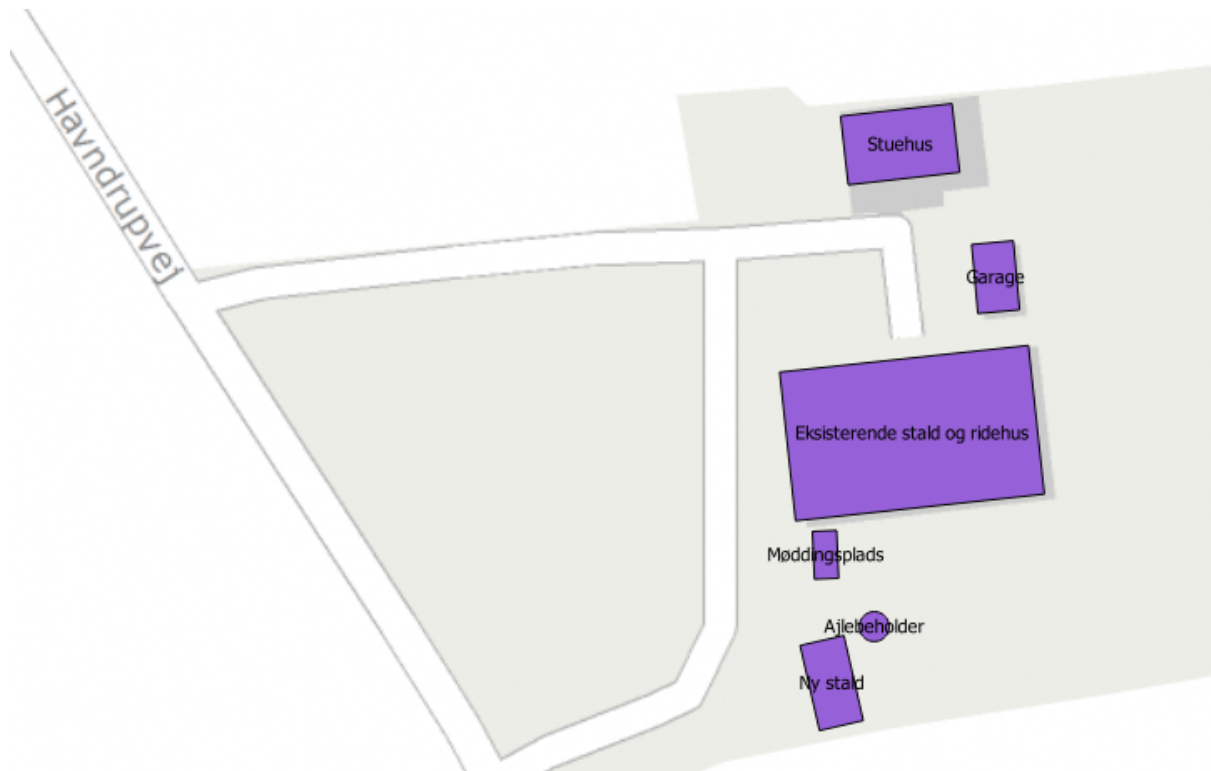 Havndrupvej
Stuehus
Garage
Eksisterende stald og ridehus
Møddingsplads
Ajlebeholder
Ny stald